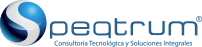 Speqtrum®
Consultoría Tecnológica y Soluciones Integrales